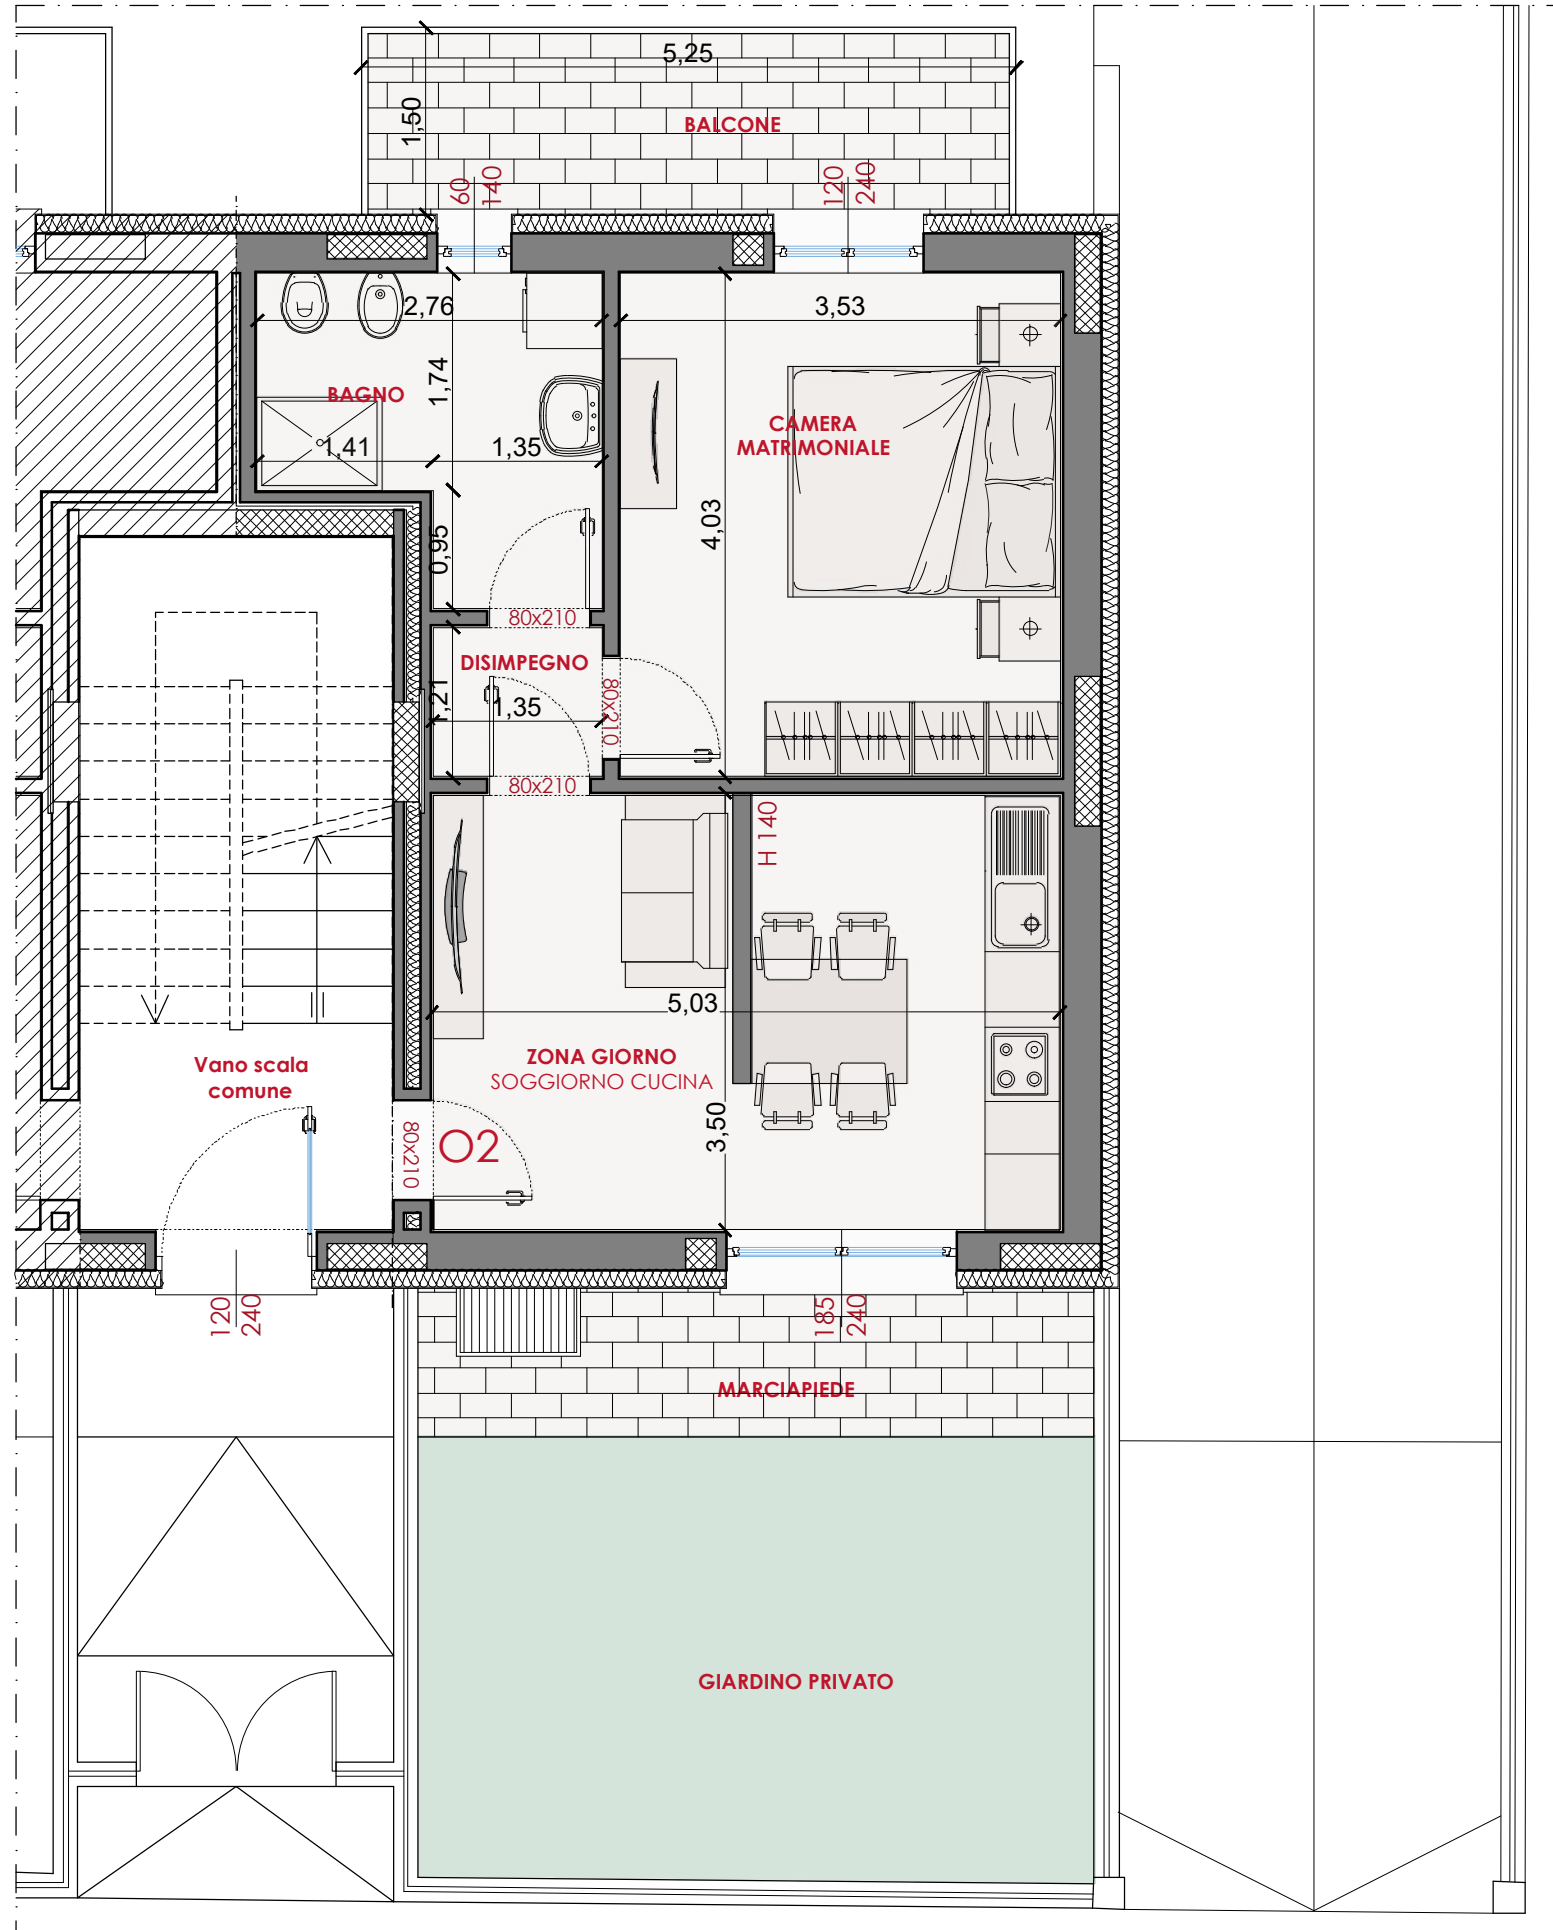 5,25
1,50
BALCONE
60
140
120
240
2,76
3,53
1,74
BAGNO
CAMERA
MATRIMONIALE
1,41
1,35
4,03
0,95
80x210
DISIMPEGNO
1,21
1,35
80x210
80x210
H 140
5,03
ZONA GIORNO
SOGGIORNO CUCINA
Vano scala
comune
3,50
80x210
O2
120
240
185
240
MARCIAPIEDE
GIARDINO PRIVATO